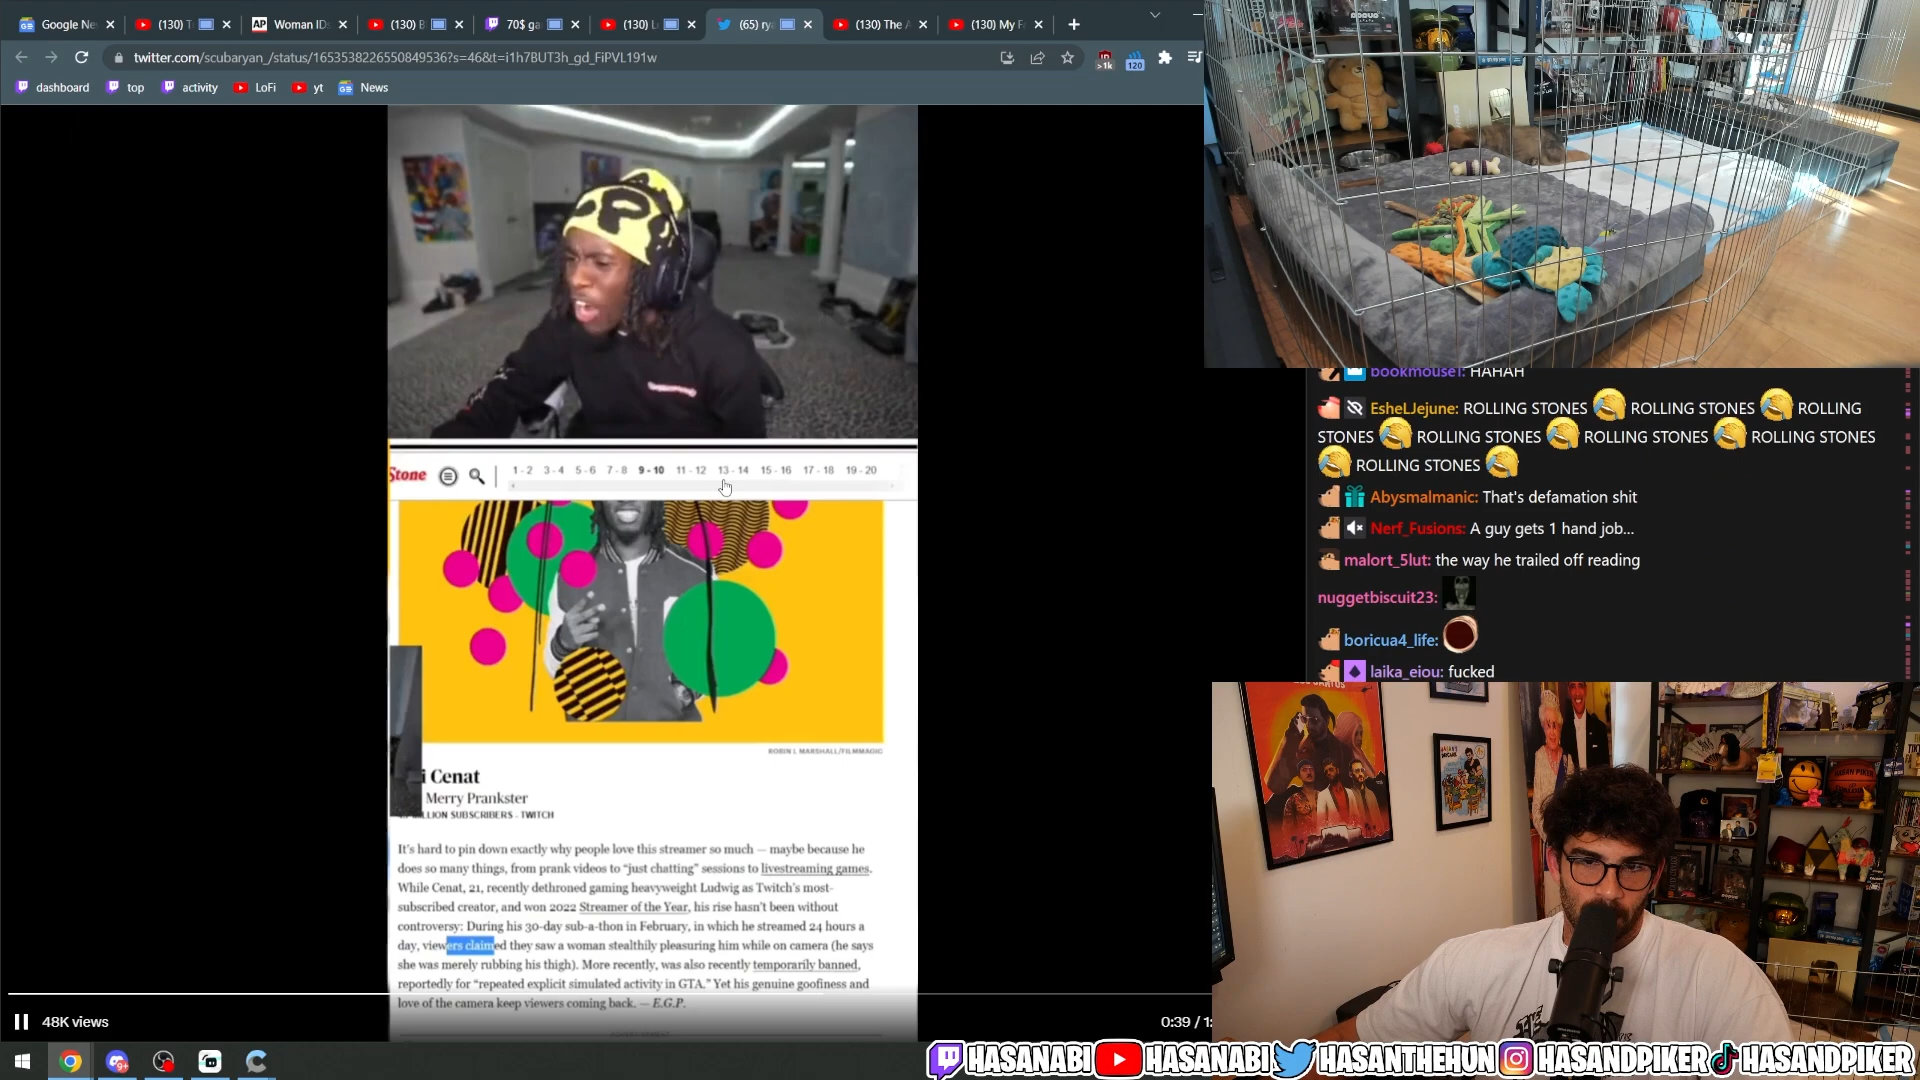 Google Ne
(130) T
Woman ID
(130) B
70$ ga
(130) L
(65) ry
(130) The A
(130) My F
twitter.com/scubaryan_/status/1653538226550849536?s=46&t=i1h7BUT3h_gd_FiPVL191w
>1k
120
dashboard
top
activity
LoFi
yt
News
Stone
1 - 2 3 - 4 5 - 6 7 - 8 9 - 10 11 - 12 13 - 14 15 - 16 17 - 18 19 - 20
ROBIN L MARSHALL/FILMMAGIC
i Cenat
Merry Prankster
LLION SUBSCRIBERS - TWITCH
It's hard to pin down exactly why people love this streamer so much — maybe because he
does so many things, from prank videos to "just chatting" sessions to livestreaming games.
While Cenat, 21, recently dethroned gaming heavyweight Ludwig as Twitch's most-
subscribed creator, and won 2022 Streamer of the Year, his rise hasn't been without
controversy: During his 30-day sub-a-thon in February, in which he streamed 24 hours a
day, viewers claimed they saw a woman stealthily pleasuring him while on camera (he says
she was merely rubbing his thigh). More recently, was also recently temporarily banned,
reportedly for "repeated explicit simulated activity in GTA." Yet his genuine goofiness and
love of the camera keep viewers coming back. — E.G.P.
48K views
0:39 / 1:
bookmouse1: HAHAH
EsheLJejune: ROLLING STONES ROLLING STONES ROLLING
STONES ROLLING STONES ROLLING STONES ROLLING STONES
ROLLING STONES
Abysmalmanic: That's defamation shit
Nerf_Fusions: A guy gets 1 hand job...
malort_5lut: the way he trailed off reading
nuggetbiscuit23:
boricua4_life:
laika_eiou: fucked
HASANABI HASANABI HASANTHEHUN HASANDPIKER HASANDPIKER